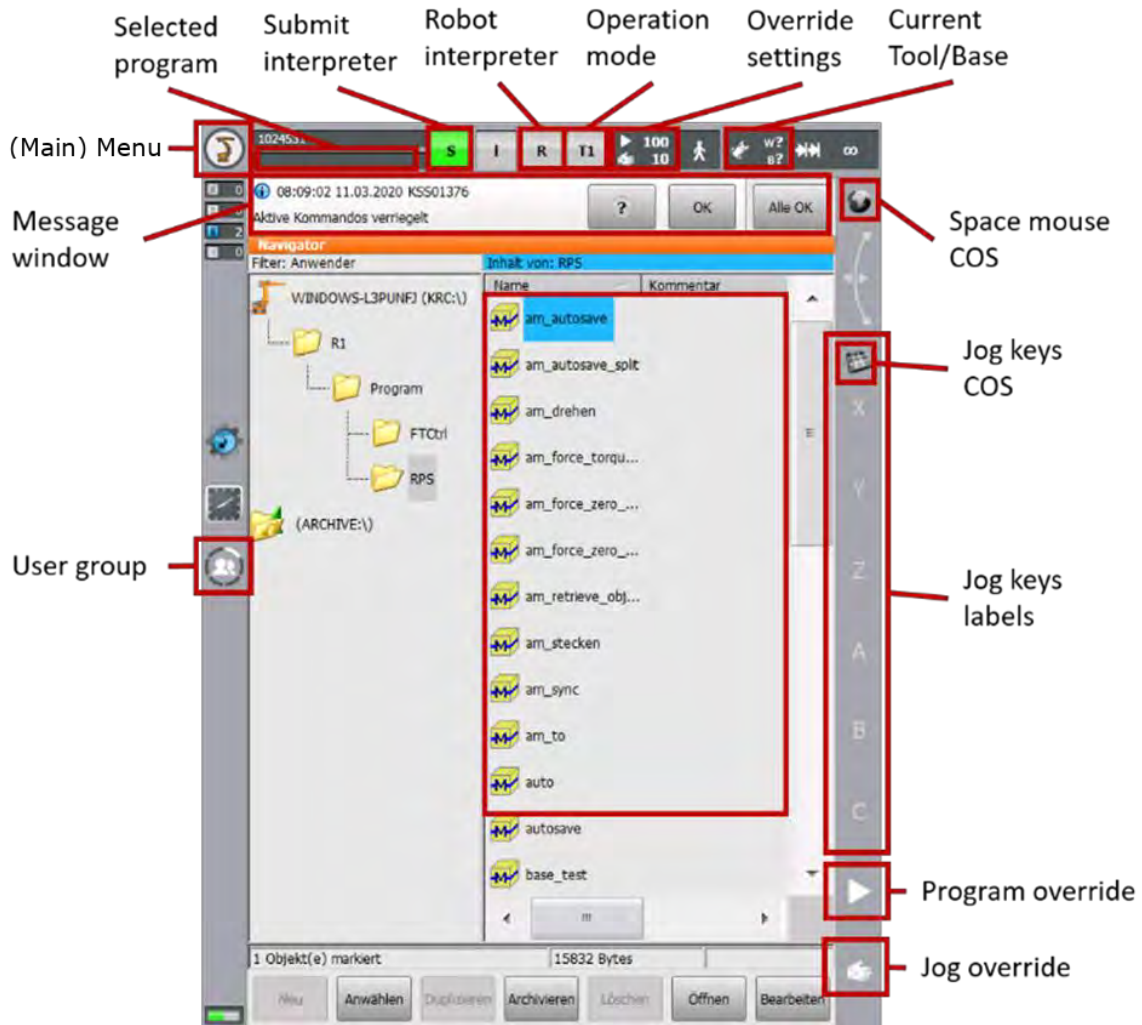 Selected program
Submit interpreter
Robot interpreter
Operation mode
Override settings
Current Tool/Base
(Main) Menu
S
I
R
T1
100
10
W?
B?
∞
0
08:09:02 11.03.2020 KSS01376
Aktive Kommandos verriegelt
?
OK
Alle OK
2
0
Message window
Space mouse COS
Navigator
Filter: Anwender
Inhalt von: RPS
Name
Kommentar
WINDOWS-L3PUNFJ (KRC:\)
R1
Program
FTCtrl
RPS
(ARCHIVE:\)
am_autosave
am_autosave_split
am_drehen
am_force_torqu...
am_force_zero_...
am_force_zero_...
am_retrieve_obj...
am_stecken
am_sync
am_to
auto
autosave
base_test
Jog keys COS
X
Y
Z
A
B
C
Jog keys labels
User group
Program override
Jog override
1 Objekt(e) markiert
15832 Bytes
Neu
Anwählen
Duplizieren
Archivieren
Löschen
Öffnen
Bearbeiten